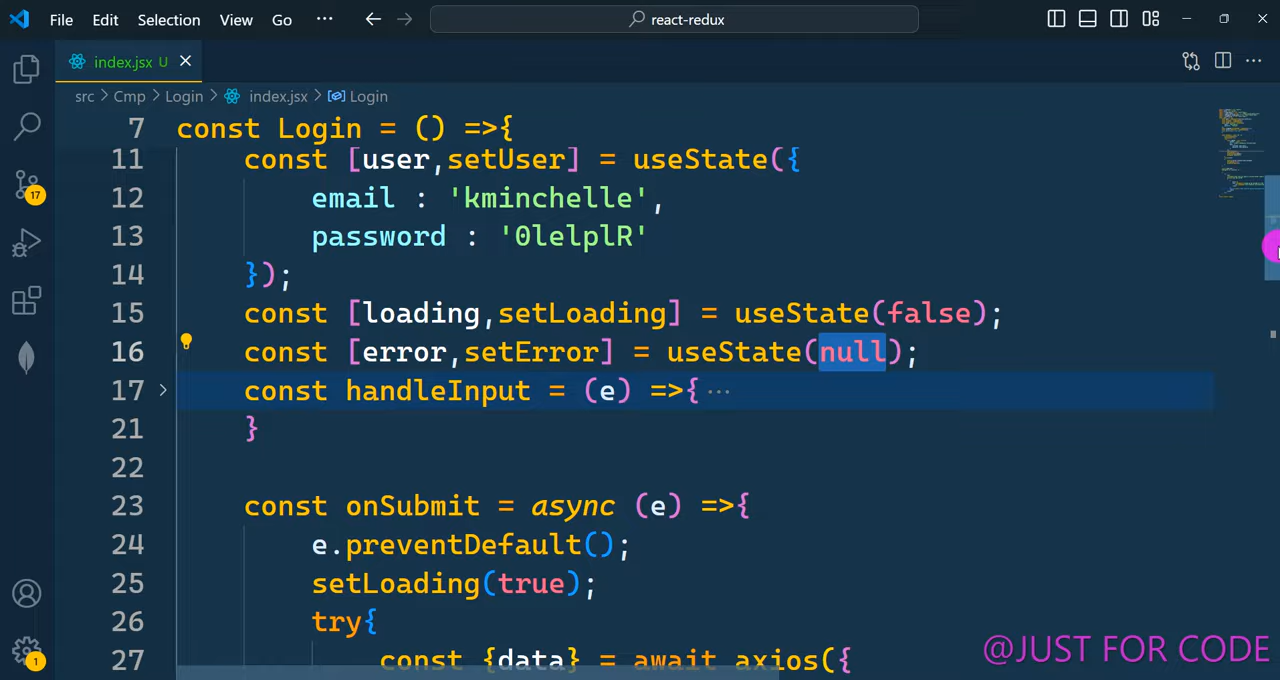 File Edit Selection View Go ··· react-redux
index.jsx U
src > Cmp > Login > index.jsx > Login
7 const Login = () =>{
11 const [user,setUser] = useState({
12 email : 'kminchelle',
13 password : '0lelplR'
14 });
15 const [loading,setLoading] = useState(false);
16 const [error,setError] = useState(null);
17 const handleInput = (e) =>{ ···
21 }
22
23 const onSubmit = async (e) =>{
24 e.preventDefault();
25 setLoading(true);
26 try{
27 const {data} = await axios({
17
1
@JUST FOR CODE